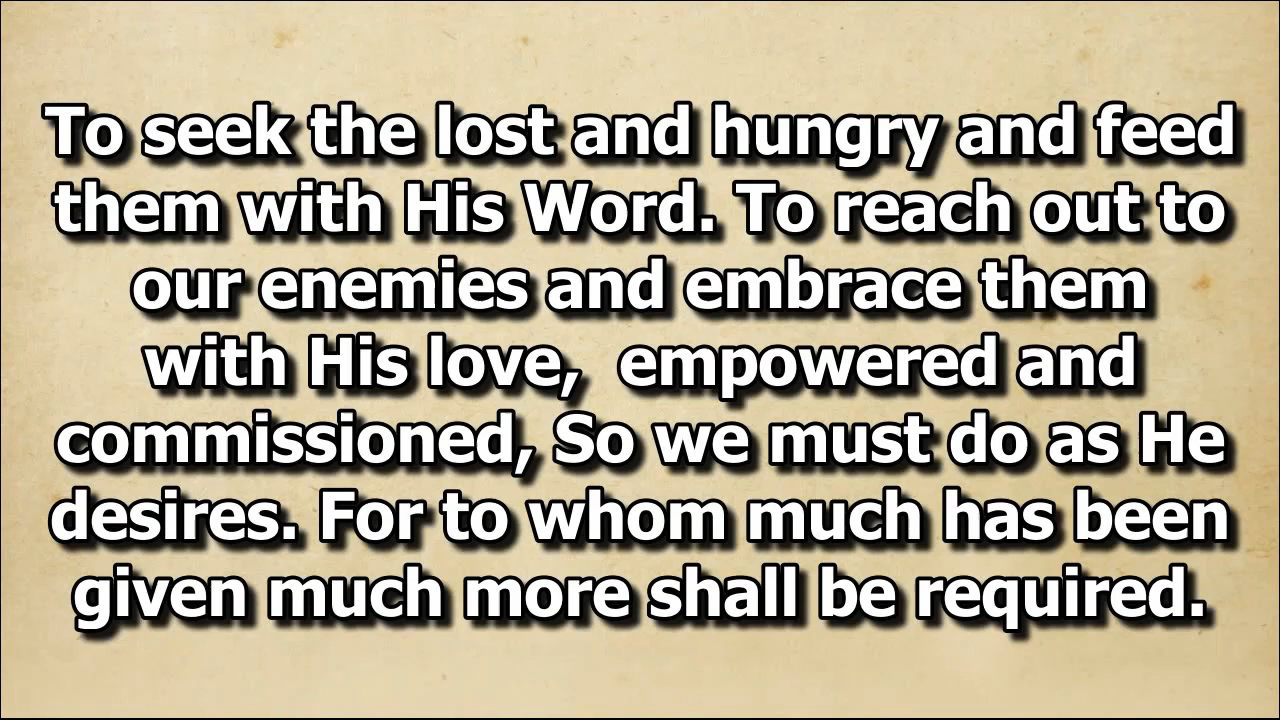 To seek the lost and hungry and feed
them with His Word. To reach out to
our enemies and embrace them
with His love,  empowered and
commissioned, So we must do as He
desires. For to whom much has been
given much more shall be required.